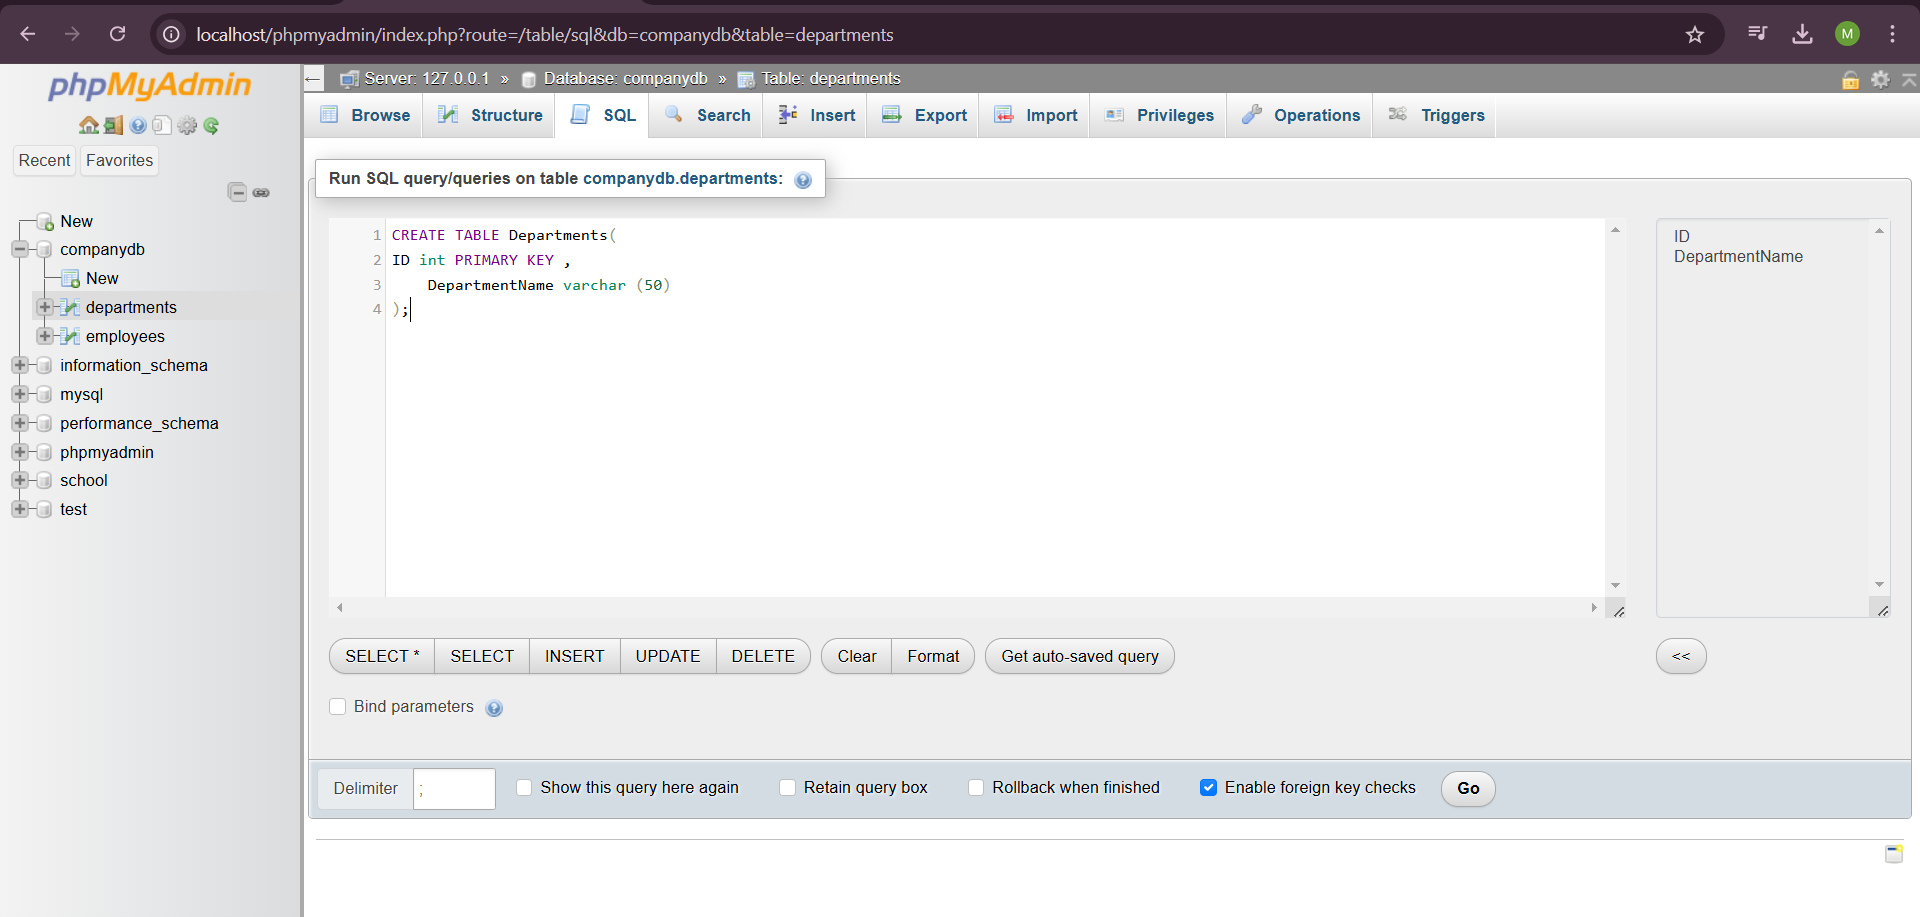 localhost/phpmyadmin/index.php?route=/table/sql&db=companydb&table=departments
M
phpMyAdmin
Recent
Favorites
New
companydb
New
departments
employees
information_schema
mysql
performance_schema
phpmyadmin
school
test
Server: 127.0.0.1 » Database: companydb » Table: departments
Browse Structure SQL Search Insert Export Import Privileges Operations Triggers
Run SQL query/queries on table companydb.departments:
1 CREATE TABLE Departments(
2 ID int PRIMARY KEY ,
3 DepartmentName varchar (50)
4 );
ID
DepartmentName
SELECT * SELECT INSERT UPDATE DELETE Clear Format Get auto-saved query <<
Bind parameters
Delimiter ; Show this query here again Retain query box Rollback when finished Enable foreign key checks Go